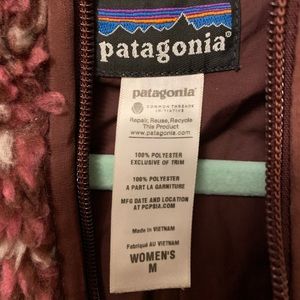 patagonia®
patagonia®
COMMON THREADS
INITIATIVE
Repair, Reuse, Recycle
This Product
www.patagonia.com
100% POLYESTER
EXCLUSIVE OF TRIM
100% POLYESTER
A PART LA GARNITURE
MFG DATE AND LOCATION
AT PCPSIA.COM
Made in VIETNAM
Fabriqué AU VIETNAM
WOMEN'S
M